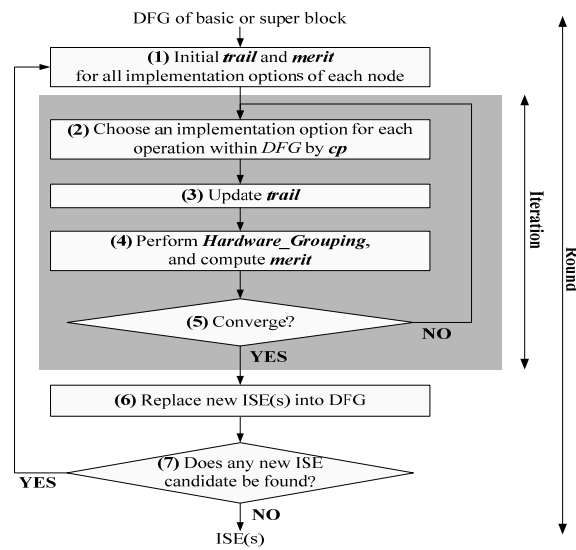 DFG of basic or super block
(1) Initial trail and merit
for all implementation options of each node
(2) Choose an implementation option for each
operation within DFG by cp
(3) Update trail
(4) Perform Hardware_Grouping,
and compute merit
(5) Converge?
NO
YES
(6) Replace new ISE(s) into DFG
(7) Does any new ISE
candidate be found?
YES
NO
ISE(s)
Iteration
Round